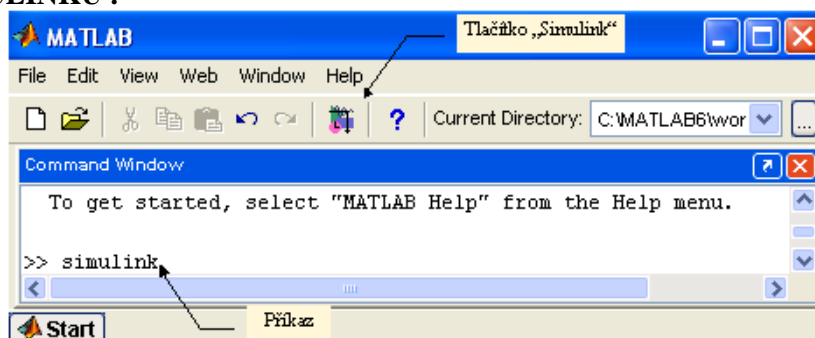 MATLAB
Tlačítko „Simulink“
File Edit View Web Window Help
? Current Directory: C:\MATLAB6\wor ...
Command Window
To get started, select "MATLAB Help" from the Help menu.
>> simulink
Příkaz
Start